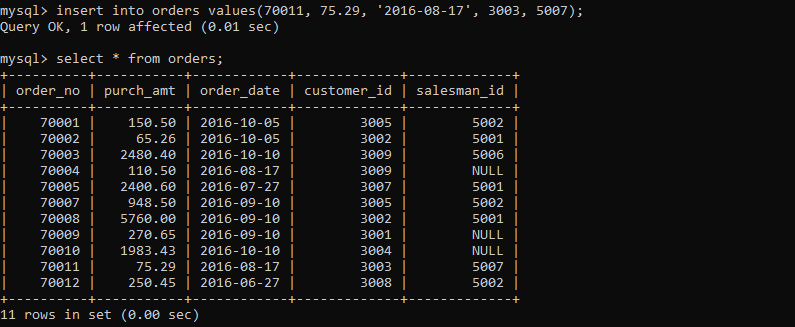 mysql> insert into orders values(70011, 75.29, '2016-08-17', 3003, 5007);
Query OK, 1 row affected (0.01 sec)
mysql> select * from orders;
+----------+-----------+------------+-------------+-------------+
| order_no | purch_amt | order_date | customer_id | salesman_id |
+----------+-----------+------------+-------------+-------------+
|    70001 |    150.50 | 2016-10-05 |        3005 |        5002 |
|    70002 |     65.26 | 2016-10-05 |        3002 |        5001 |
|    70003 |   2480.40 | 2016-10-10 |        3009 |        5006 |
|    70004 |    110.50 | 2016-08-17 |        3009 |        NULL |
|    70005 |   2400.60 | 2016-07-27 |        3007 |        5001 |
|    70007 |    948.50 | 2016-09-10 |        3005 |        5002 |
|    70008 |   5760.00 | 2016-09-10 |        3002 |        5001 |
|    70009 |    270.65 | 2016-09-10 |        3001 |        NULL |
|    70010 |   1983.43 | 2016-10-10 |        3004 |        NULL |
|    70011 |     75.29 | 2016-08-17 |        3003 |        5007 |
|    70012 |    250.45 | 2016-06-27 |        3008 |        5002 |
+----------+-----------+------------+-------------+-------------+
11 rows in set (0.00 sec)